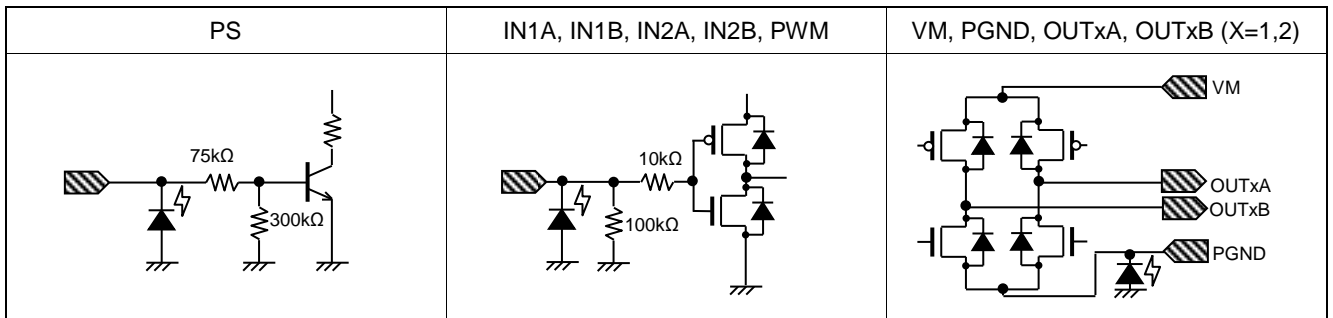 PS
75kΩ
300kΩ
IN1A, IN1B, IN2A, IN2B, PWM
10kΩ
100kΩ
VM, PGND, OUTxA, OUTxB (X=1,2)
VM
OUTxA
OUTxB
PGND